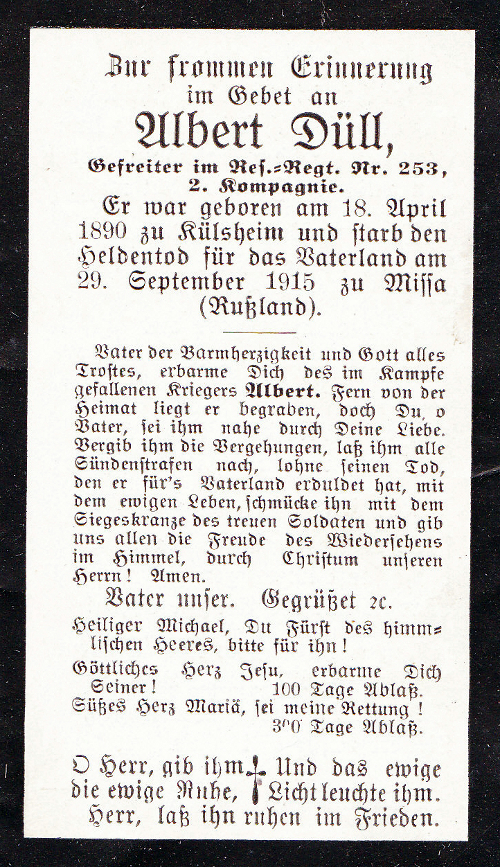 Zur frommen Erinnerung
im Gebet an
Albert Düll,
Gefreiter im Res.=Regt. Nr. 253,
2. Kompagnie.
Er war geboren am 18. April
1890 zu Külsheim und starb den
Heldentod für das Vaterland am
29. September 1915 zu Missa
(Rußland).
Vater der Barmherzigkeit und Gott alles
Trostes, erbarme Dich des im Kampfe
gefallenen Kriegers Albert. Fern von der
Heimat liegt er begraben, doch Du, o
Vater, sei ihm nahe durch Deine Liebe.
Vergib ihm die Vergehungen, laß ihm alle
Sündenstrafen nach, lohne seinen Tod,
den er für's Vaterland erduldet hat, mit
dem ewigen Leben, schmücke ihn mit dem
Siegeskranze des treuen Soldaten und gib
uns allen die Freude des Wiedersehens
im Himmel, durch Christum unseren
Herrn! Amen.
Vater unser. Gegrüßet ꝛc.
Heiliger Michael, Du Fürst des himm=
lischen Heeres, bitte für ihn!
Göttliches Herz Jesu, erbarme Dich
Seiner! 100 Tage Ablaß.
Süßes Herz Mariä, sei meine Rettung!
300 Tage Ablaß.
O Herr, gib ihm Und das ewige
die ewige Ruhe, Licht leuchte ihm.
Herr, laß ihn ruhen im Frieden.